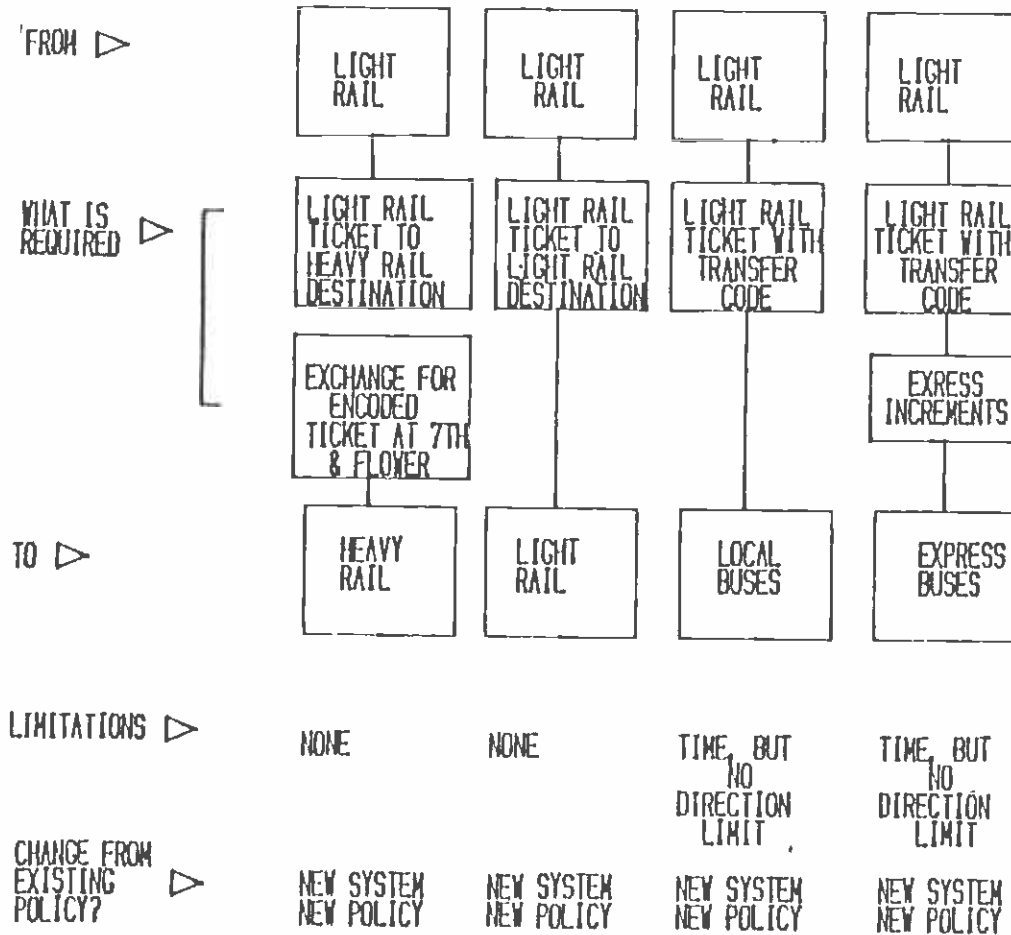 FROM
LIGHT
RAIL
LIGHT
RAIL
LIGHT
RAIL
LIGHT
RAIL
WHAT IS
REQUIRED
LIGHT RAIL
TICKET TO
HEAVY RAIL
DESTINATION
LIGHT RAIL
TICKET TO
LIGHT RAIL
DESTINATION
LIGHT RAIL
TICKET WITH
TRANSFER
CODE
LIGHT RAIL
TICKET WITH
TRANSFER
CODE
EXCHANGE FOR
ENCODED
TICKET AT 7TH
& FLOWER
EXRESS
INCREMENTS
TO
HEAVY
RAIL
LIGHT
RAIL
LOCAL
BUSES
EXPRESS
BUSES
LIMITATIONS
NONE
NONE
TIME, BUT
NO
DIRECTION
LIMIT
TIME, BUT
NO
DIRECTION
LIMIT
CHANGE FROM
EXISTING
POLICY?
NEW SYSTEM
NEW POLICY
NEW SYSTEM
NEW POLICY
NEW SYSTEM
NEW POLICY
NEW SYSTEM
NEW POLICY